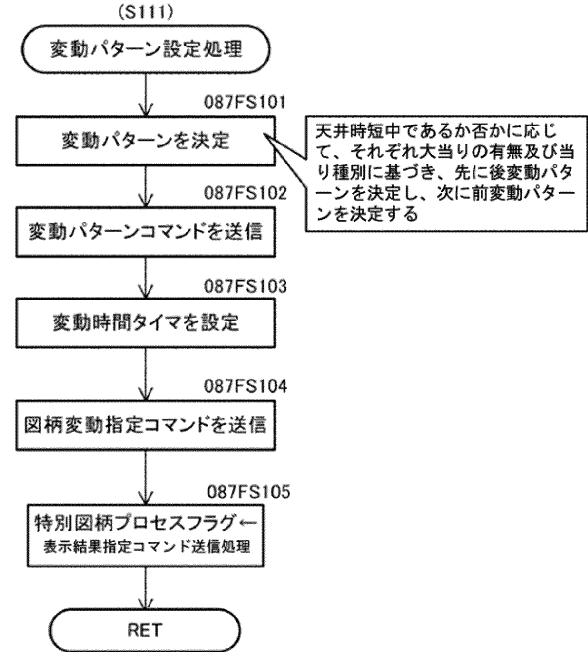 (S111)
変動パターン設定処理
087FS101
変動パターンを決定
天井時短中であるか否かに応じ
て、それぞれ大当りの有無及び当
り種別に基づき、先に後変動パタ
ーンを決定し、次に前変動パター
ンを決定する
087FS102
変動パターンコマンドを送信
087FS103
変動時間タイマを設定
087FS104
図柄変動指定コマンドを送信
087FS105
特別図柄プロセスフラグ←
表示結果指定コマンド送信処理
RET